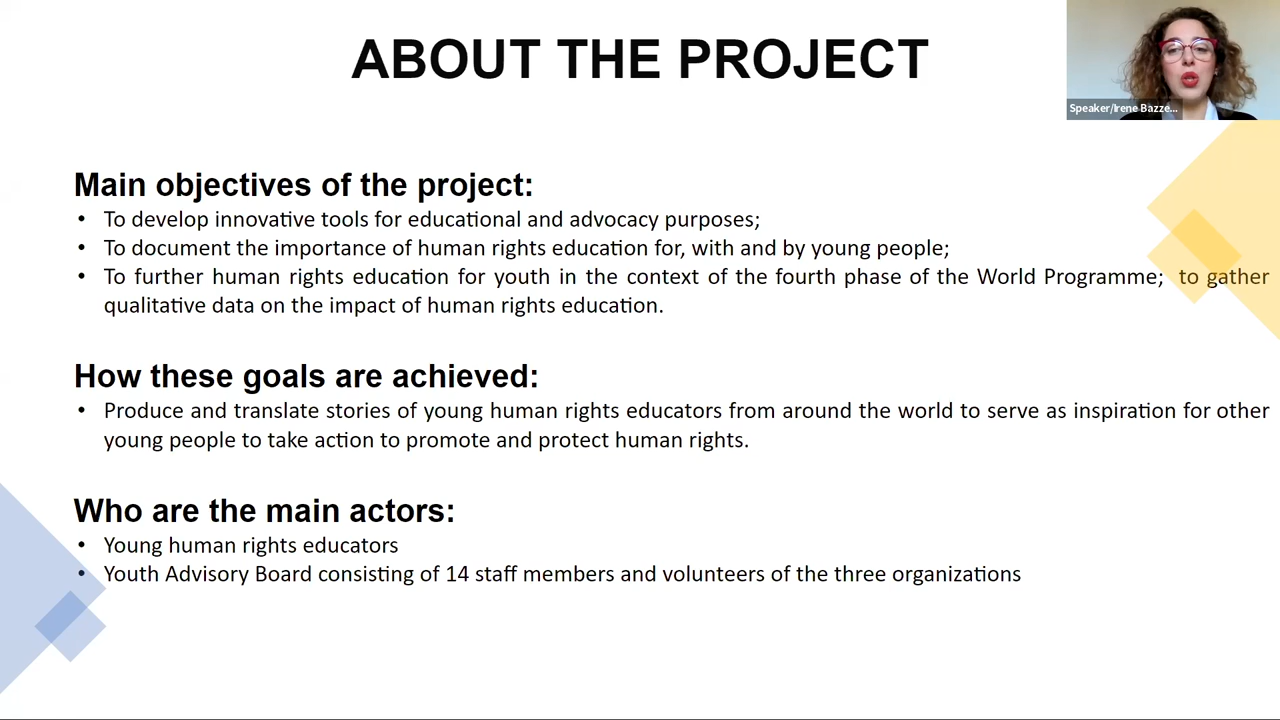 ABOUT THE PROJECT
Speaker/Irene Bazze...
Main objectives of the project:
• To develop innovative tools for educational and advocacy purposes;
• To document the importance of human rights education for, with and by young people;
• To further human rights education for youth in the context of the fourth phase of the World Programme; to gather
qualitative data on the impact of human rights education.
How these goals are achieved:
• Produce and translate stories of young human rights educators from around the world to serve as inspiration for other
young people to take action to promote and protect human rights.
Who are the main actors:
• Young human rights educators
• Youth Advisory Board consisting of 14 staff members and volunteers of the three organizations